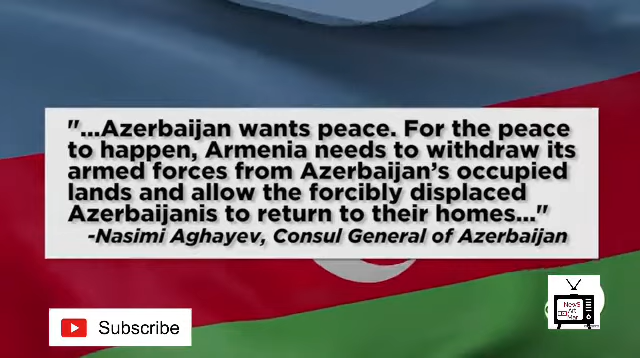 "...Azerbaijan wants peace. For the peace
to happen, Armenia needs to withdraw its
armed forces from Azerbaijan's occupied
lands and allow the forcibly displaced
Azerbaijanis to return to their homes..."
-Nasimi Aghayev, Consul General of Azerbaijan
Subscribe
NewS